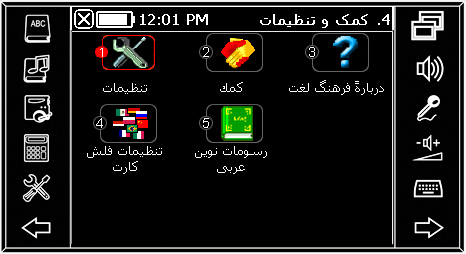 12:01 PM
4. کمک و تنظیمات
1
تنظیمات
2
کمک
3
دربارهٔ فرهنگ لغت
4
تنظیمات فلش
کارت
5
رسومات نوین
عربی
ABC